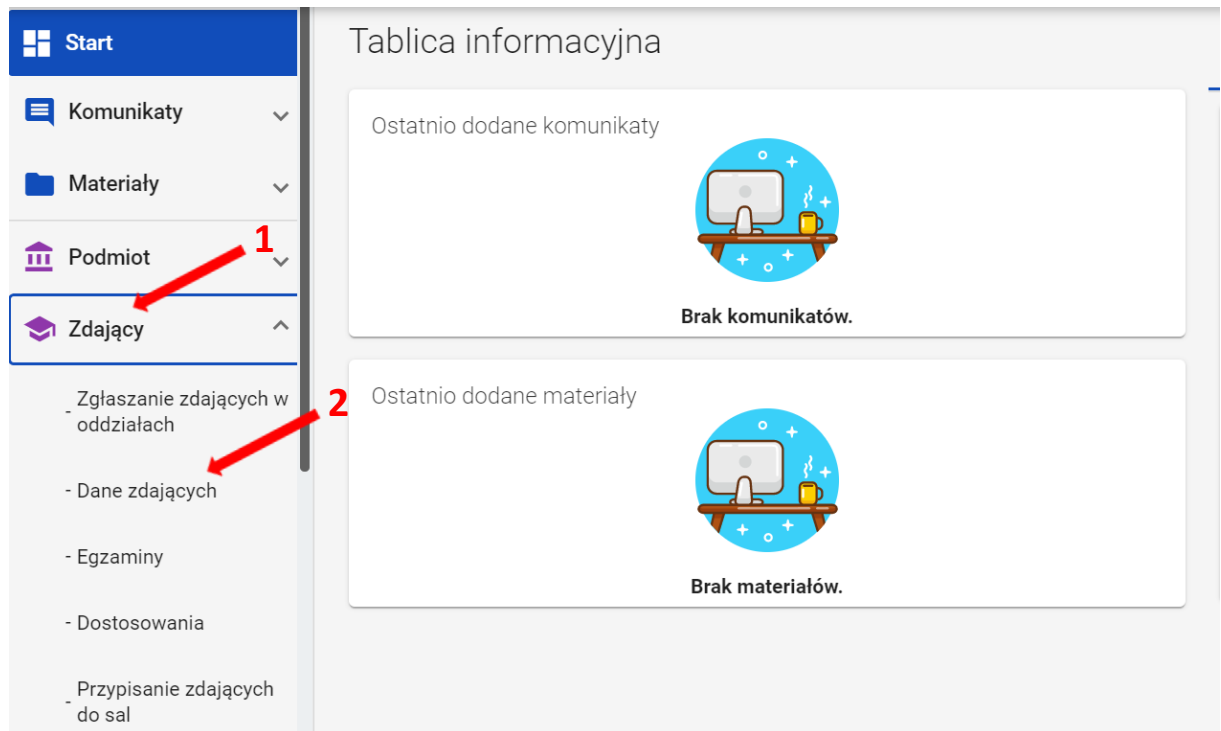 Start
Komunikaty
Materiały
Podmiot
1
Zdający
- Zgłaszanie zdających w
oddziałach
2
- Dane zdających
- Egzaminy
- Dostosowania
- Przypisanie zdających
do sal
Tablica informacyjna
Ostatnio dodane komunikaty
Brak komunikatów.
Ostatnio dodane materiały
Brak materiałów.